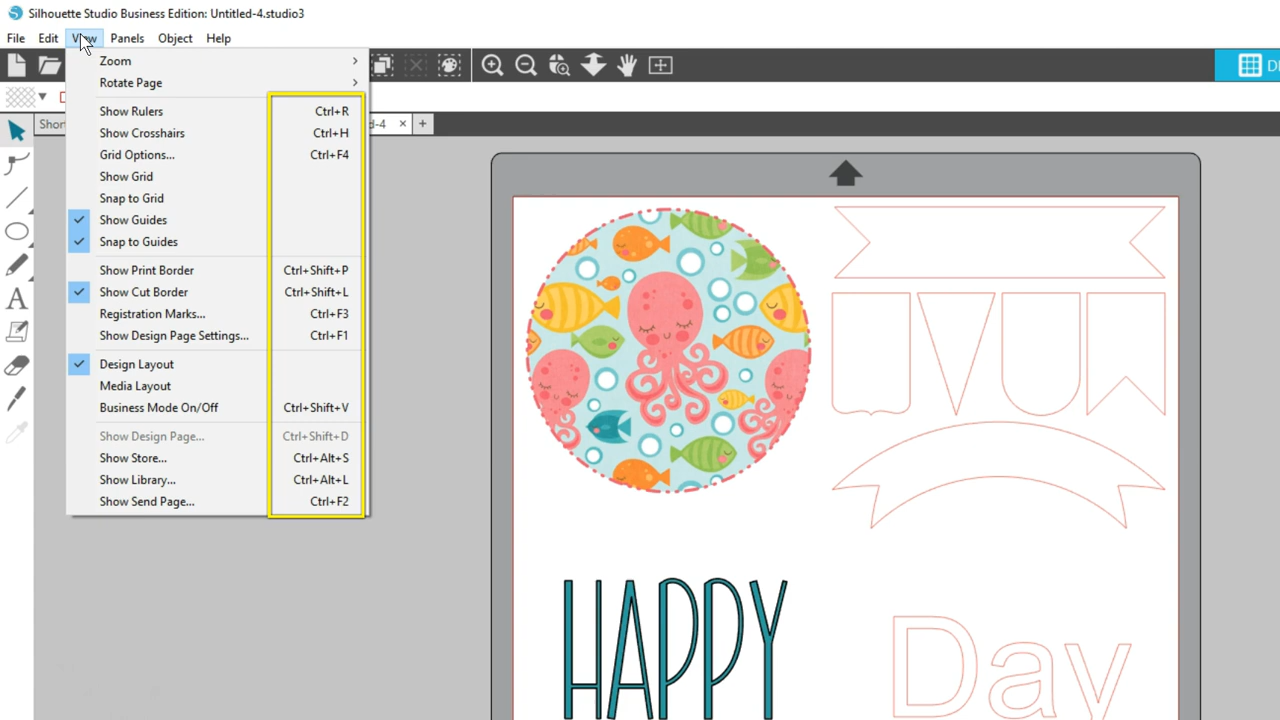 Silhouette Studio Business Edition: Untitled-4.studio3
File Edit View Panels Object Help
Zoom
Rotate Page
Show Rulers Ctrl+R
Show Crosshairs Ctrl+H
Grid Options... Ctrl+F4
Show Grid
Snap to Grid
Show Guides
Snap to Guides
Show Print Border Ctrl+Shift+P
Show Cut Border Ctrl+Shift+L
Registration Marks... Ctrl+F3
Show Design Page Settings... Ctrl+F1
Design Layout
Media Layout
Business Mode On/Off Ctrl+Shift+V
Show Design Page... Ctrl+Shift+D
Show Store... Ctrl+Alt+S
Show Library... Ctrl+Alt+L
Show Send Page... Ctrl+F2
Short
d-4
A
HAPPY
Day